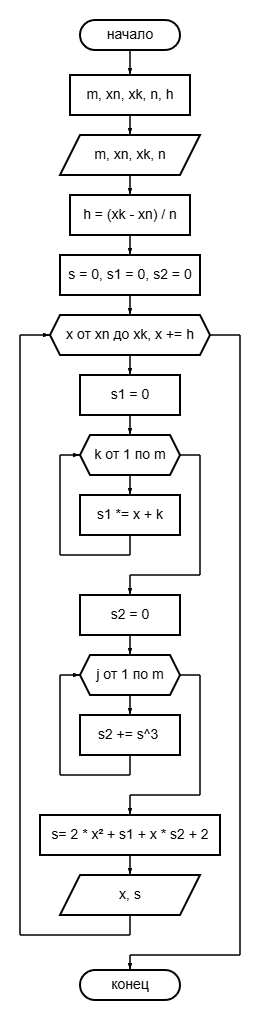 начало
m, xn, xk, n, h
m, xn, xk, n
h = (xk - xn) / n
s = 0, s1 = 0, s2 = 0
x от xn до xk, x += h
s1 = 0
k от 1 по m
s1 *= x + k
s2 = 0
j от 1 по m
s2 += s^3
s= 2 * x² + s1 + x * s2 + 2
x, s
конец